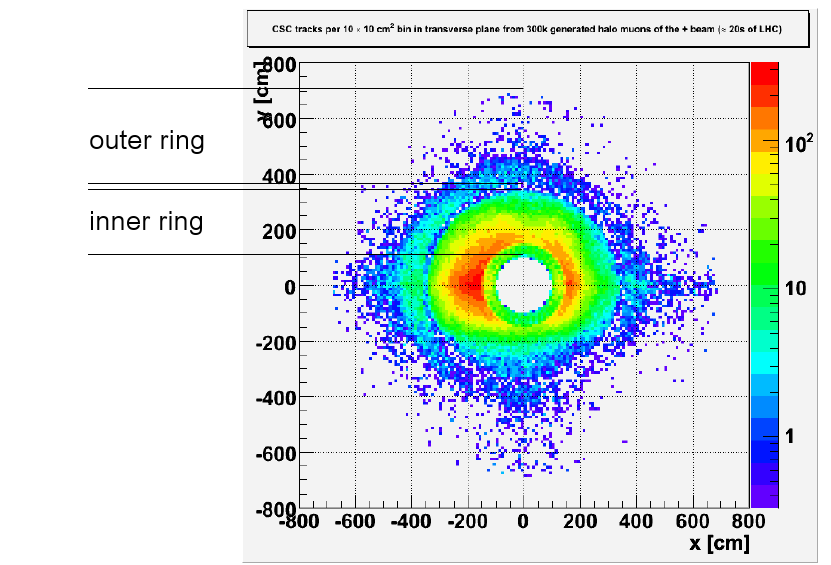 CSC tracks per 10 × 10 cm² bin in transverse plane from 300k generated halo muons of the + beam (≈ 20s of LHC)
y [cm]
800
600
400
200
0
-200
-400
-600
-800
outer ring
inner ring
10²
10
1
-800 -600 -400 -200 0 200 400 600 800
x [cm]